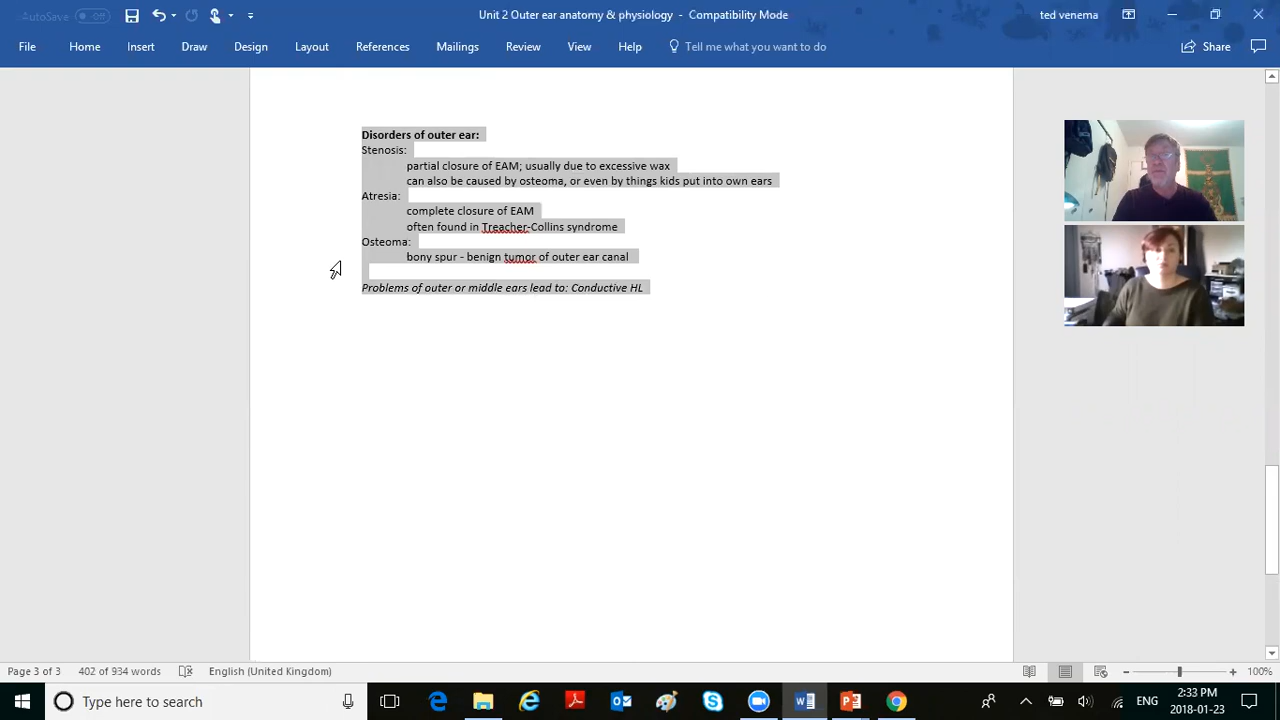 AutoSave
Off
Unit 2 Outer ear anatomy & physiology - Compatibility Mode
ted venema
File
Home
Insert
Draw
Design
Layout
References
Mailings
Review
View
Help
Tell me what you want to do
Share
Disorders of outer ear:
Stenosis:
partial closure of EAM; usually due to excessive wax
can also be caused by osteoma, or even by things kids put into own ears
Atresia:
complete closure of EAM
often found in Treacher-Collins syndrome
Osteoma:
bony spur - benign tumor of outer ear canal
Problems of outer or middle ears lead to: Conductive HL
Page 3 of 3
402 of 934 words
English (United Kingdom)
100%
Type here to search
ENG
2:33 PM
2018-01-23